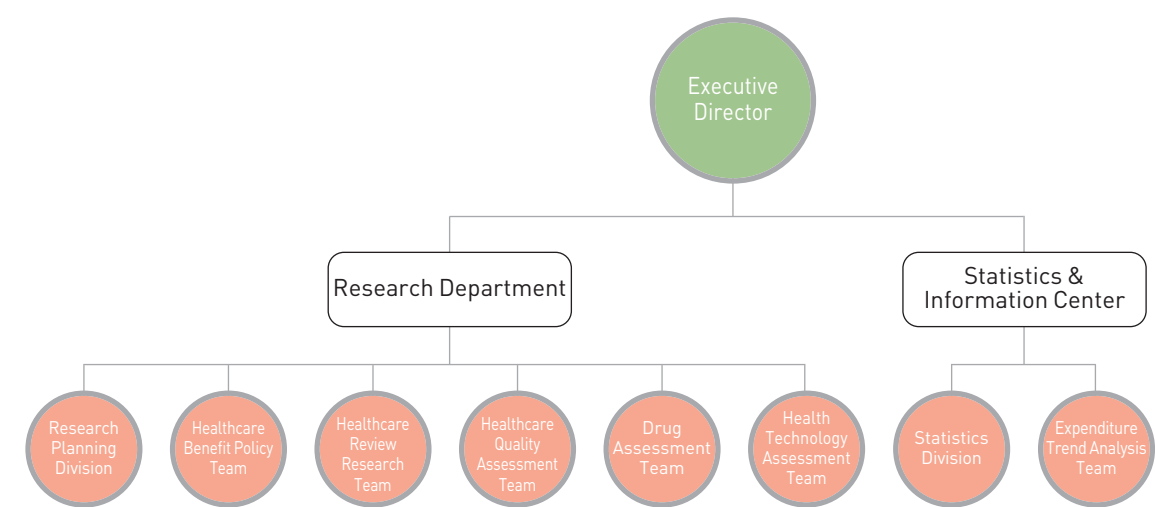 Executive
Director
Research Department
Statistics &
Information Center
Research
Planning
Division
Healthcare
Benefit Policy
Team
Healthcare
Review
Research
Team
Healthcare
Quality
Assessment
Team
Drug
Assessment
Team
Health
Technology
Assessment
Team
Statistics
Division
Expenditure
Trend Analysis
Team